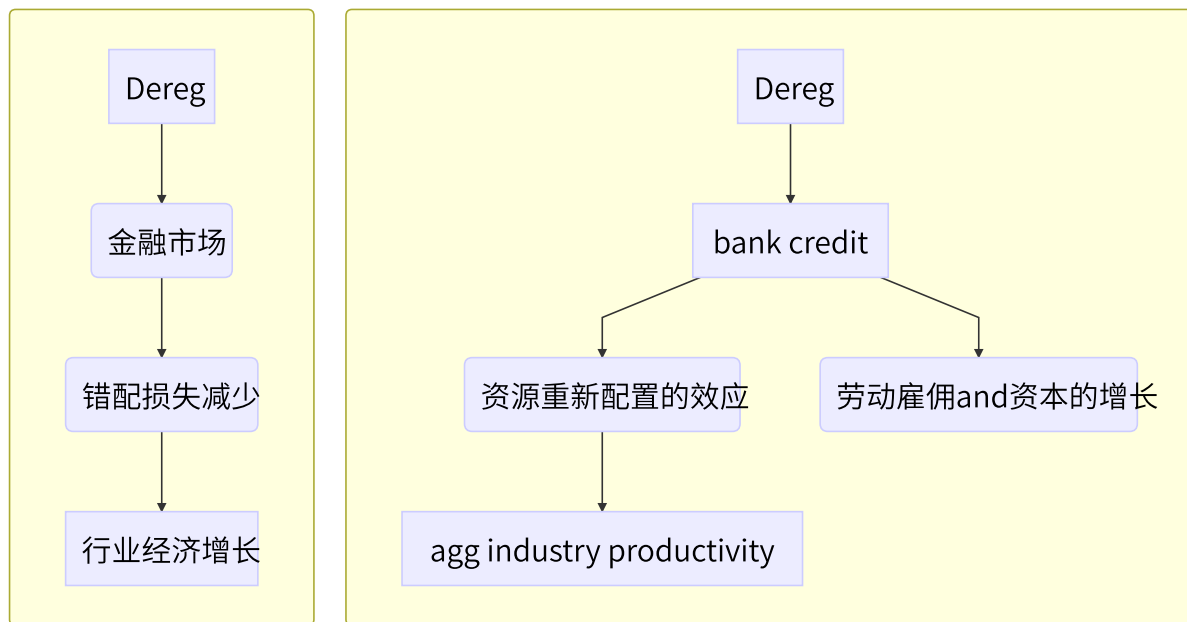 Dereg
金融市场
错配损失减少
行业经济增长
Dereg
bank credit
资源重新配置的效应
劳动雇佣and资本的增长
agg industry productivity